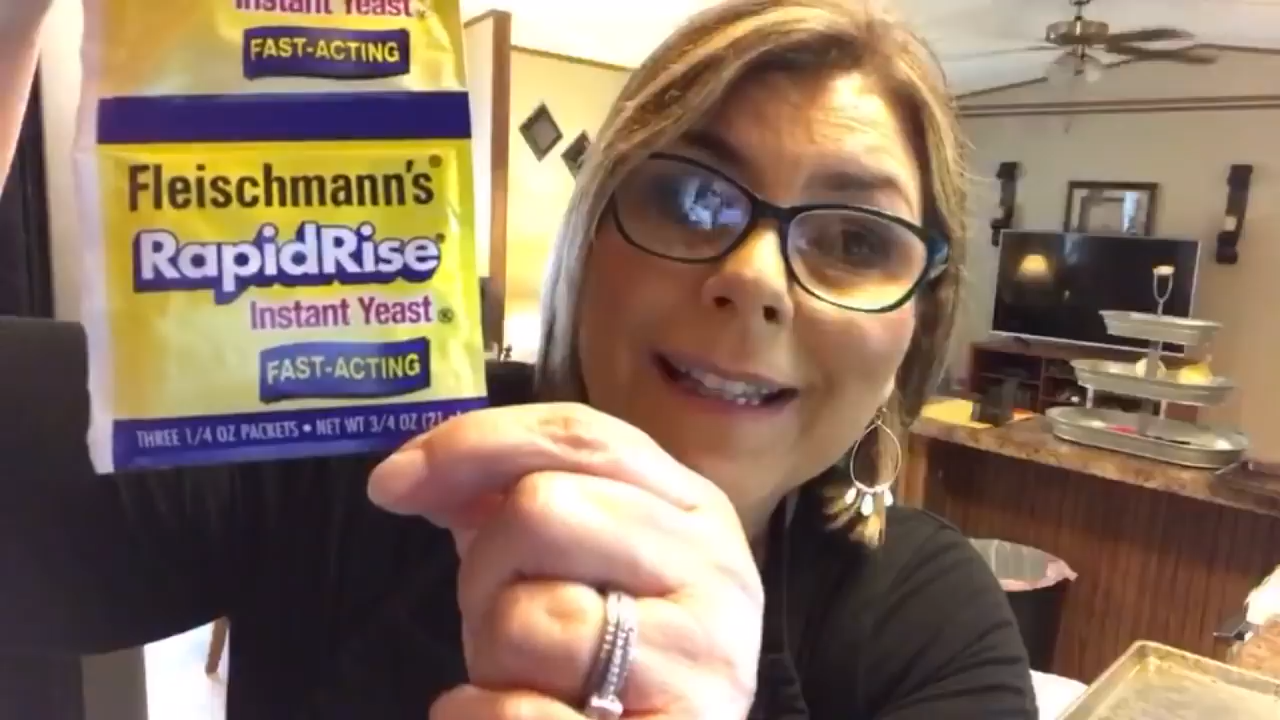 Instant Yeast
FAST-ACTING
Fleischmann's®
RapidRise®
Instant Yeast®
FAST-ACTING
THREE 1/4 OZ PACKETS • NET WT 3/4 OZ (21